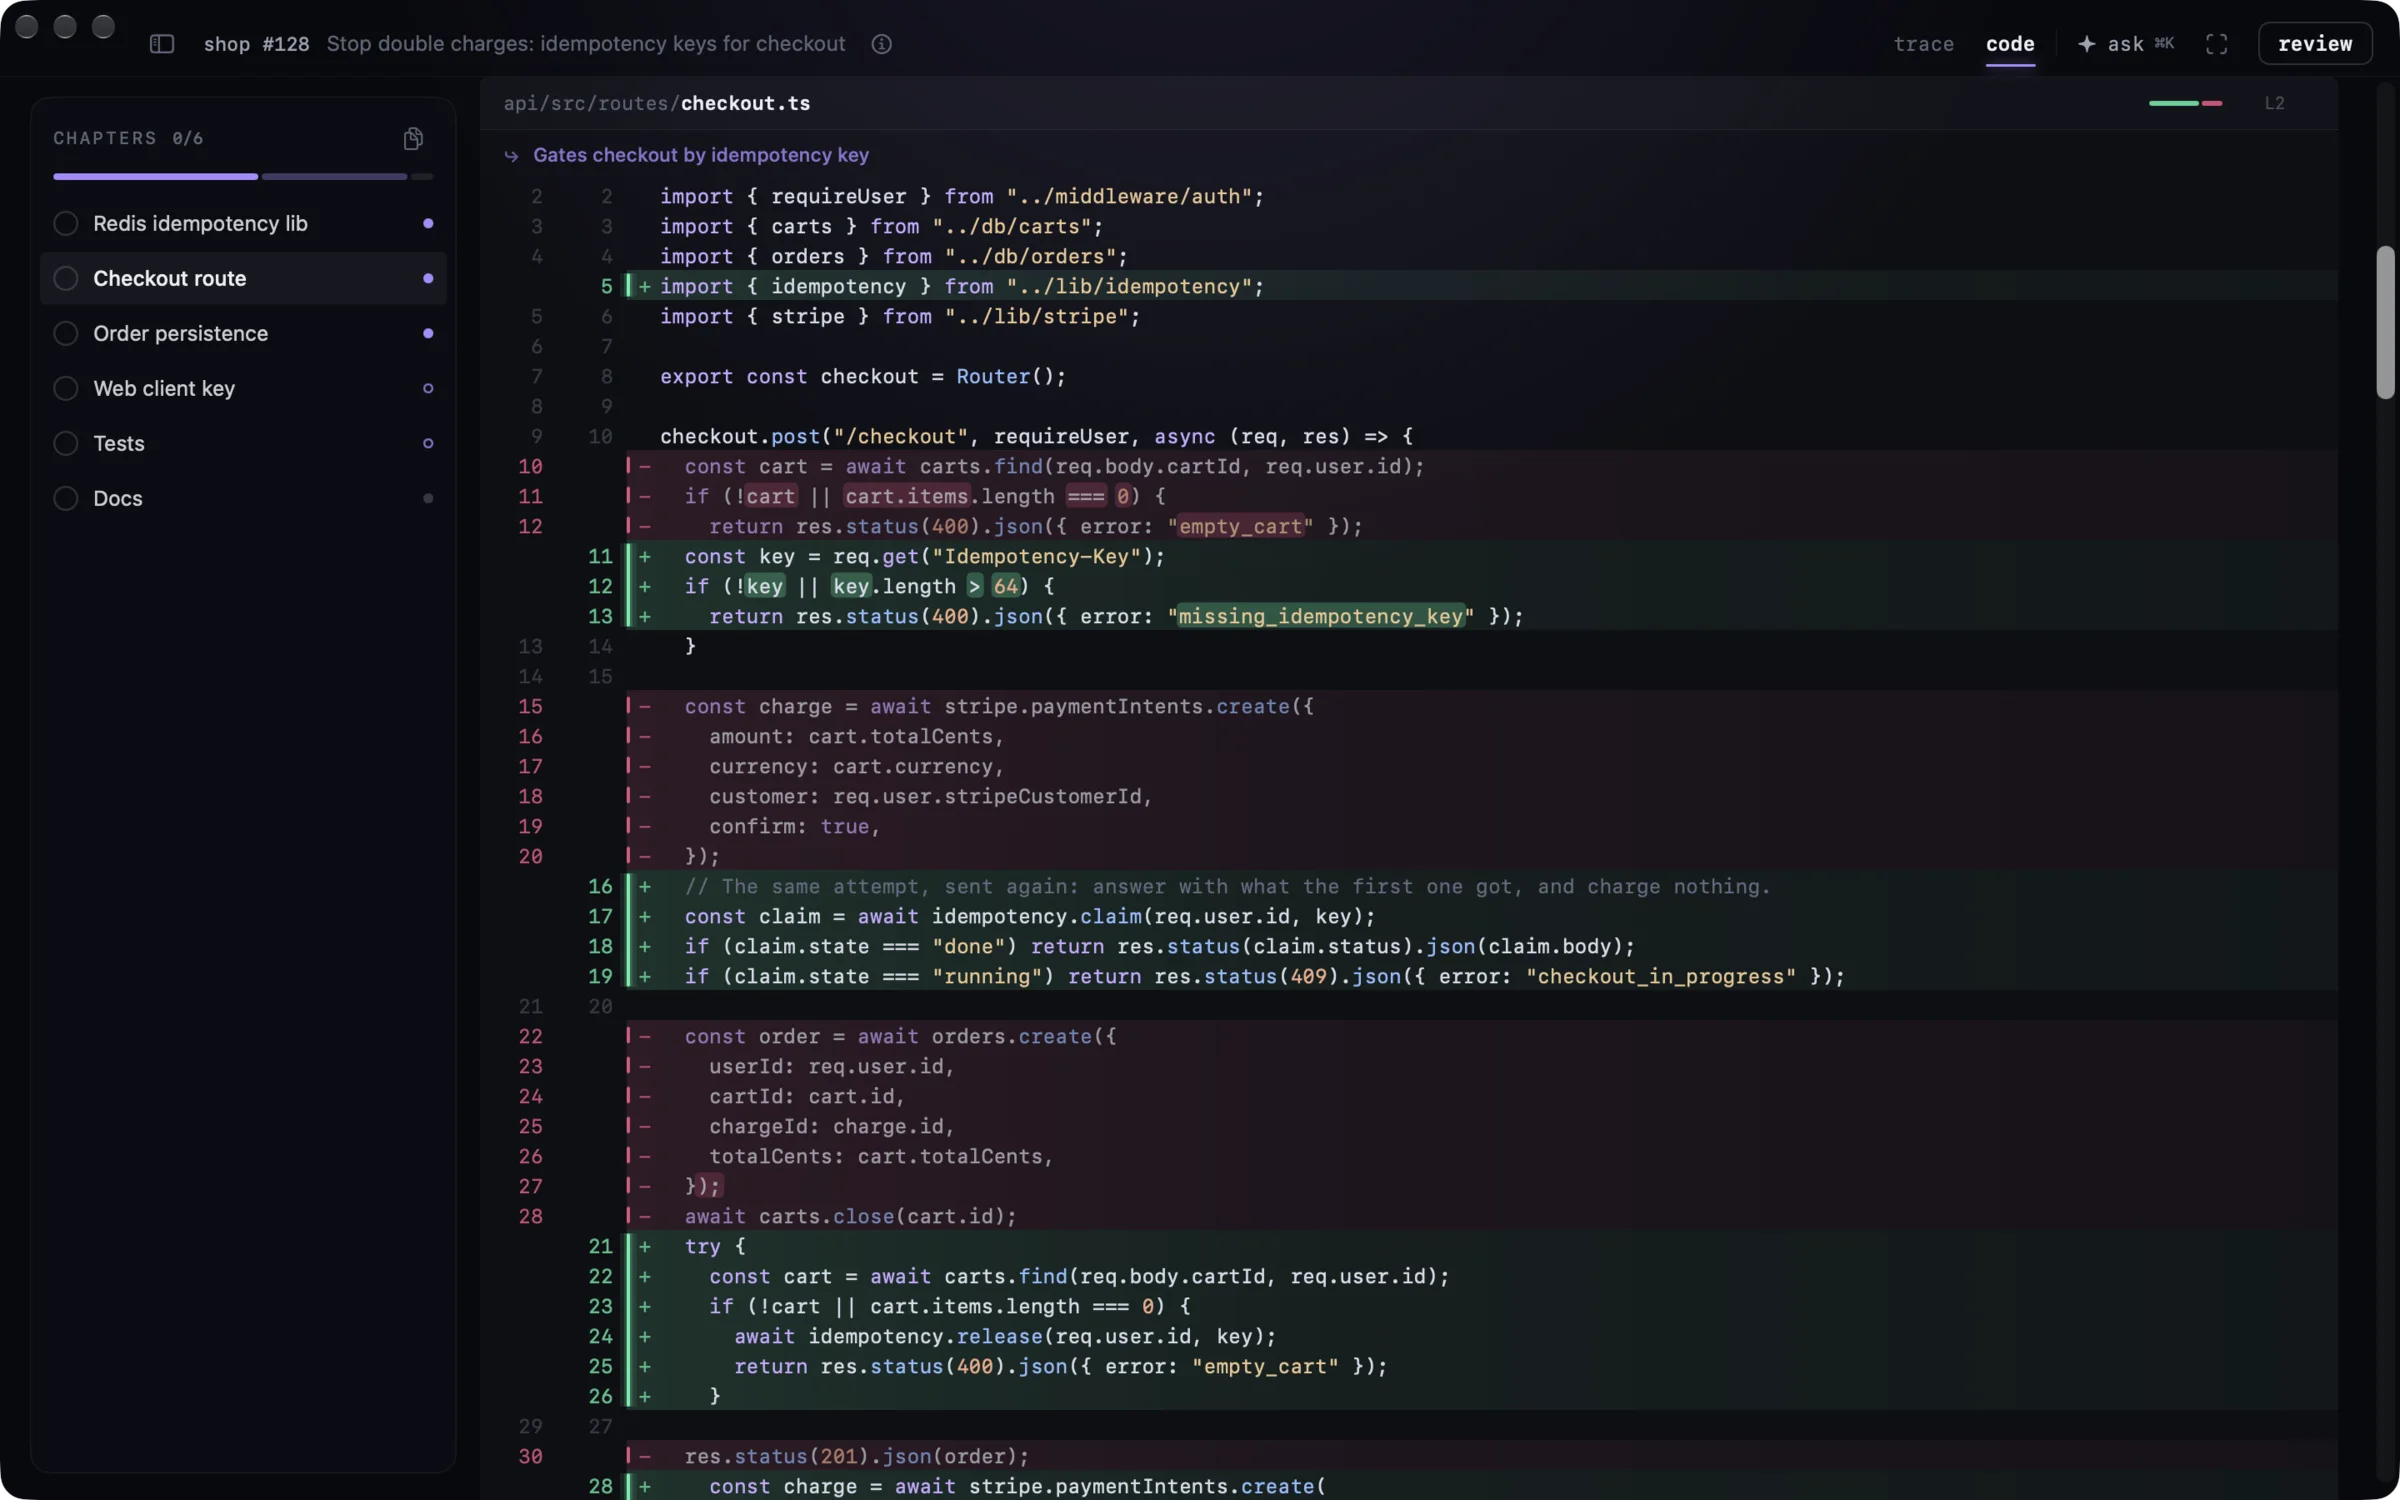 shop #128 Stop double charges: idempotency keys for checkout
trace code ask ⌘K review
CHAPTERS 0/6
Redis idempotency lib
Checkout route
Order persistence
Web client key
Tests
Docs
api/src/routes/checkout.ts L2
Gates checkout by idempotency key
2 2 import { requireUser } from "../middleware/auth";
3 3 import { carts } from "../db/carts";
4 4 import { orders } from "../db/orders";
5 + import { idempotency } from "../lib/idempotency";
5 6 import { stripe } from "../lib/stripe";
6 7
7 8 export const checkout = Router();
8 9
9 10 checkout.post("/checkout", requireUser, async (req, res) => {
10 - const cart = await carts.find(req.body.cartId, req.user.id);
11 - if (!cart || cart.items.length === 0) {
12 - return res.status(400).json({ error: "empty_cart" });
11 + const key = req.get("Idempotency-Key");
12 + if (!key || key.length > 64) {
13 + return res.status(400).json({ error: "missing_idempotency_key" });
13 14 }
14 15
15 - const charge = await stripe.paymentIntents.create({
16 - amount: cart.totalCents,
17 - currency: cart.currency,
18 - customer: req.user.stripeCustomerId,
19 - confirm: true,
20 - });
16 + // The same attempt, sent again: answer with what the first one got, and charge nothing.
17 + const claim = await idempotency.claim(req.user.id, key);
18 + if (claim.state === "done") return res.status(claim.status).json(claim.body);
19 + if (claim.state === "running") return res.status(409).json({ error: "checkout_in_progress" });
21 20
22 - const order = await orders.create({
23 - userId: req.user.id,
24 - cartId: cart.id,
25 - chargeId: charge.id,
26 - totalCents: cart.totalCents,
27 - });
28 - await carts.close(cart.id);
21 + try {
22 + const cart = await carts.find(req.body.cartId, req.user.id);
23 + if (!cart || cart.items.length === 0) {
24 + await idempotency.release(req.user.id, key);
25 + return res.status(400).json({ error: "empty_cart" });
26 + }
29 27
30 - res.status(201).json(order);
28 + const charge = await stripe.paymentIntents.create(